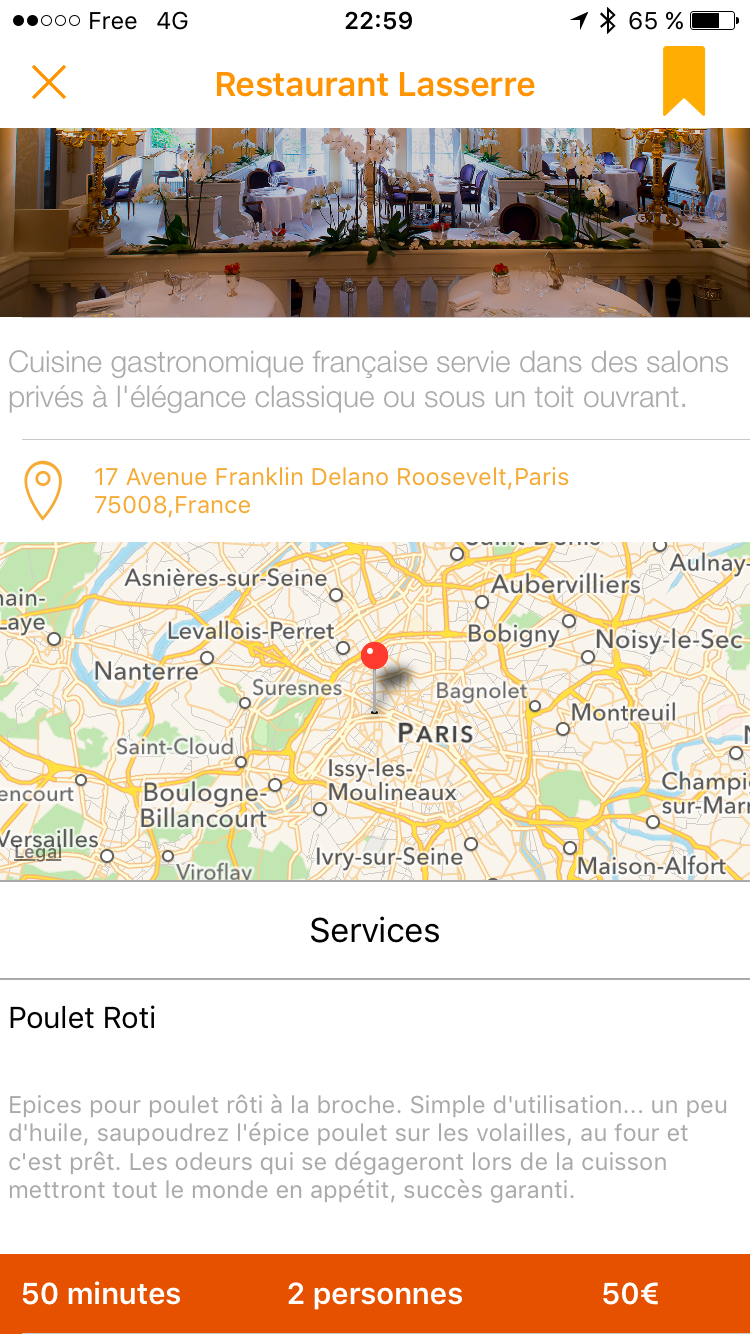 Free 4G 22:59 65 %
Restaurant Lasserre
Cuisine gastronomique française servie dans des salons
privés à l'élégance classique ou sous un toit ouvrant.
17 Avenue Franklin Delano Roosevelt,Paris
75008,France
Saint-Denis
Aulnay-
Asnières-sur-Seine
Aubervilliers
ain-
Laye
Levallois-Perret
Bobigny
Noisy-le-Sec
Nanterre
Suresnes
Bagnolet
Montreuil
PARIS
Saint-Cloud
Issy-les-
Moulineaux
encourt
Boulogne-
Billancourt
Champi
sur-Marn
Versailles
Legal
Ivry-sur-Seine
Viroflay
Maison-Alfort
Services
Poulet Roti
Epices pour poulet rôti à la broche. Simple d'utilisation... un peu
d'huile, saupoudrez l'épice poulet sur les volailles, au four et
c'est prêt. Les odeurs qui se dégageront lors de la cuisson
mettront tout le monde en appétit, succès garanti.
50 minutes 2 personnes 50€